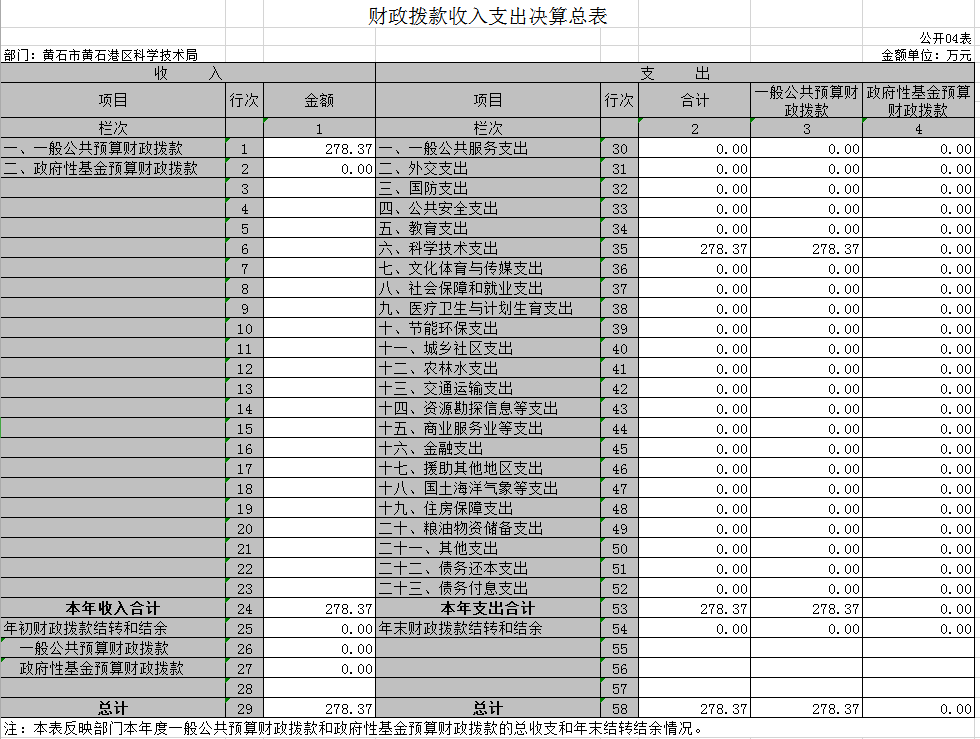 财政拨款收入支出决算总表
公开04表
部门：黄石市黄石港区科学技术局 金额单位：万元
收 入 支 出
项目 行次 金额 项目 行次 合计 一般公共预算财政拨款 政府性基金预算财政拨款
栏次 1 栏次 2 3 4
一、一般公共预算财政拨款 1 278.37 一、一般公共服务支出 30 0.00 0.00 0.00
二、政府性基金预算财政拨款 2 0.00 二、外交支出 31 0.00 0.00 0.00
3 三、国防支出 32 0.00 0.00 0.00
4 四、公共安全支出 33 0.00 0.00 0.00
5 五、教育支出 34 0.00 0.00 0.00
6 六、科学技术支出 35 278.37 278.37 0.00
7 七、文化体育与传媒支出 36 0.00 0.00 0.00
8 八、社会保障和就业支出 37 0.00 0.00 0.00
9 九、医疗卫生与计划生育支出 38 0.00 0.00 0.00
10 十、节能环保支出 39 0.00 0.00 0.00
11 十一、城乡社区支出 40 0.00 0.00 0.00
12 十二、农林水支出 41 0.00 0.00 0.00
13 十三、交通运输支出 42 0.00 0.00 0.00
14 十四、资源勘探信息等支出 43 0.00 0.00 0.00
15 十五、商业服务业等支出 44 0.00 0.00 0.00
16 十六、金融支出 45 0.00 0.00 0.00
17 十七、援助其他地区支出 46 0.00 0.00 0.00
18 十八、国土海洋气象等支出 47 0.00 0.00 0.00
19 十九、住房保障支出 48 0.00 0.00 0.00
20 二十、粮油物资储备支出 49 0.00 0.00 0.00
21 二十一、其他支出 50 0.00 0.00 0.00
22 二十二、债务还本支出 51 0.00 0.00 0.00
23 二十三、债务付息支出 52 0.00 0.00 0.00
本年收入合计 24 278.37 本年支出合计 53 278.37 278.37 0.00
年初财政拨款结转和结余 25 0.00 年末财政拨款结转和结余 54 0.00 0.00 0.00
一般公共预算财政拨款 26 0.00 55
政府性基金预算财政拨款 27 0.00 56
28 57
总计 29 278.37 总计 58 278.37 278.37 0.00
注：本表反映部门本年度一般公共预算财政拨款和政府性基金预算财政拨款的总收支和年末结转结余情况。